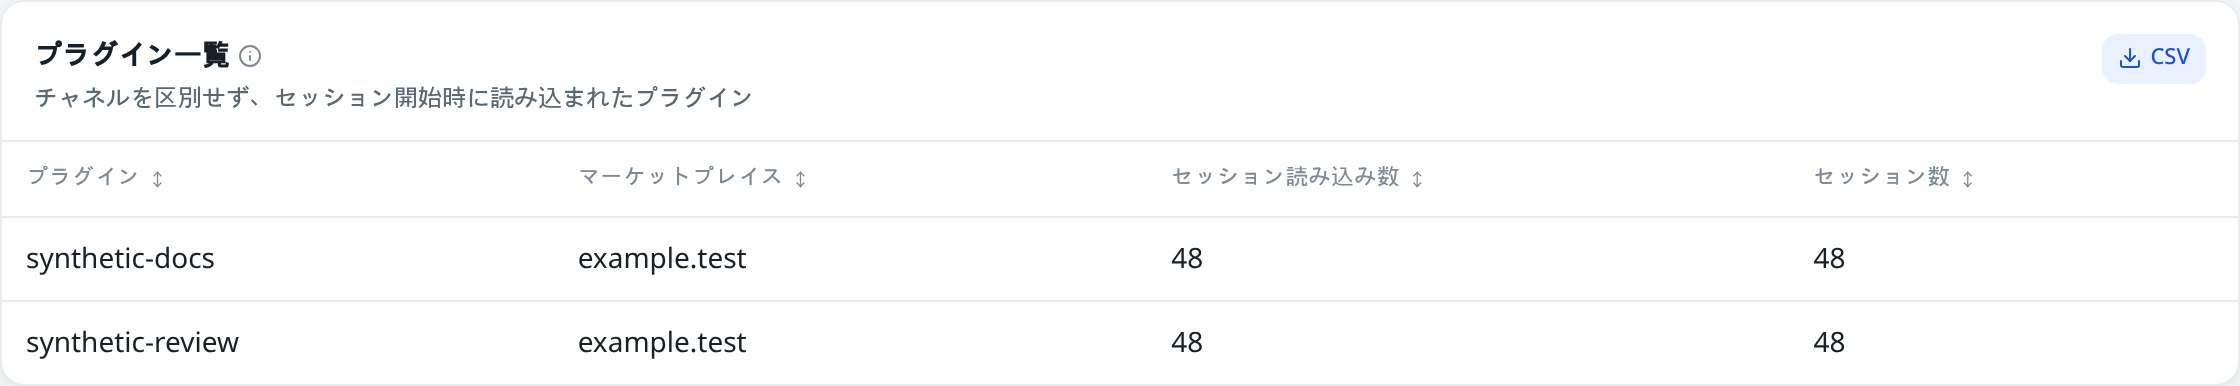 プラグイン一覧
CSV
チャネルを区別せず、セッション開始時に読み込まれたプラグイン
プラグイン マーケットプレイス セッション読み込み数 セッション数
synthetic-docs example.test 48 48
synthetic-review example.test 48 48